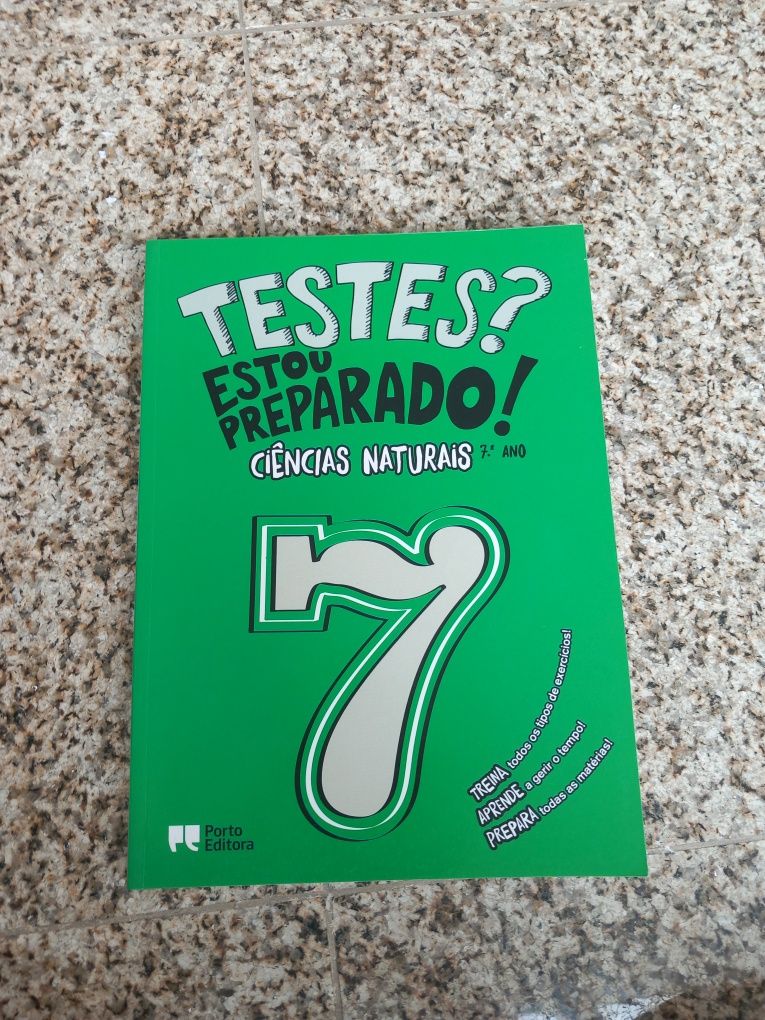 TESTES?
ESTOU
PREPARADO!
CIÊNCIAS NATURAIS 7.º ANO
7
TREINA todos os tipos de exercícios!
APRENDE a gerir o tempo!
PREPARA todas as matérias!
Porto
Editora